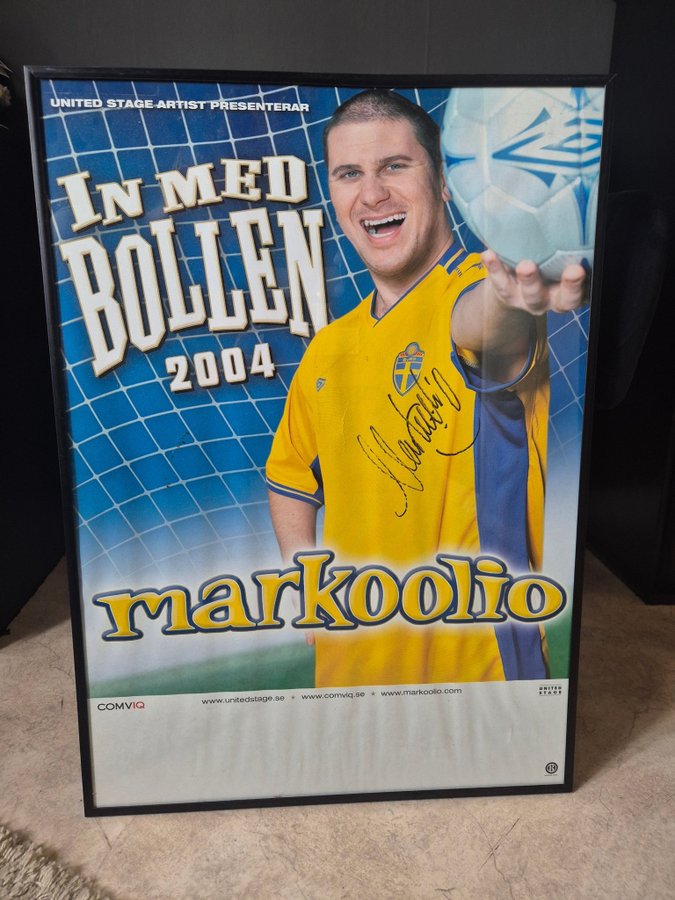 UNITED STAGE ARTIST PRESENTERAR
IN MED
BOLLEN
2004
Markoolio
markoolio
COMVIQ
www.unitedstage.se * www.comviq.se * www.markoolio.com
UNITED
STAGE